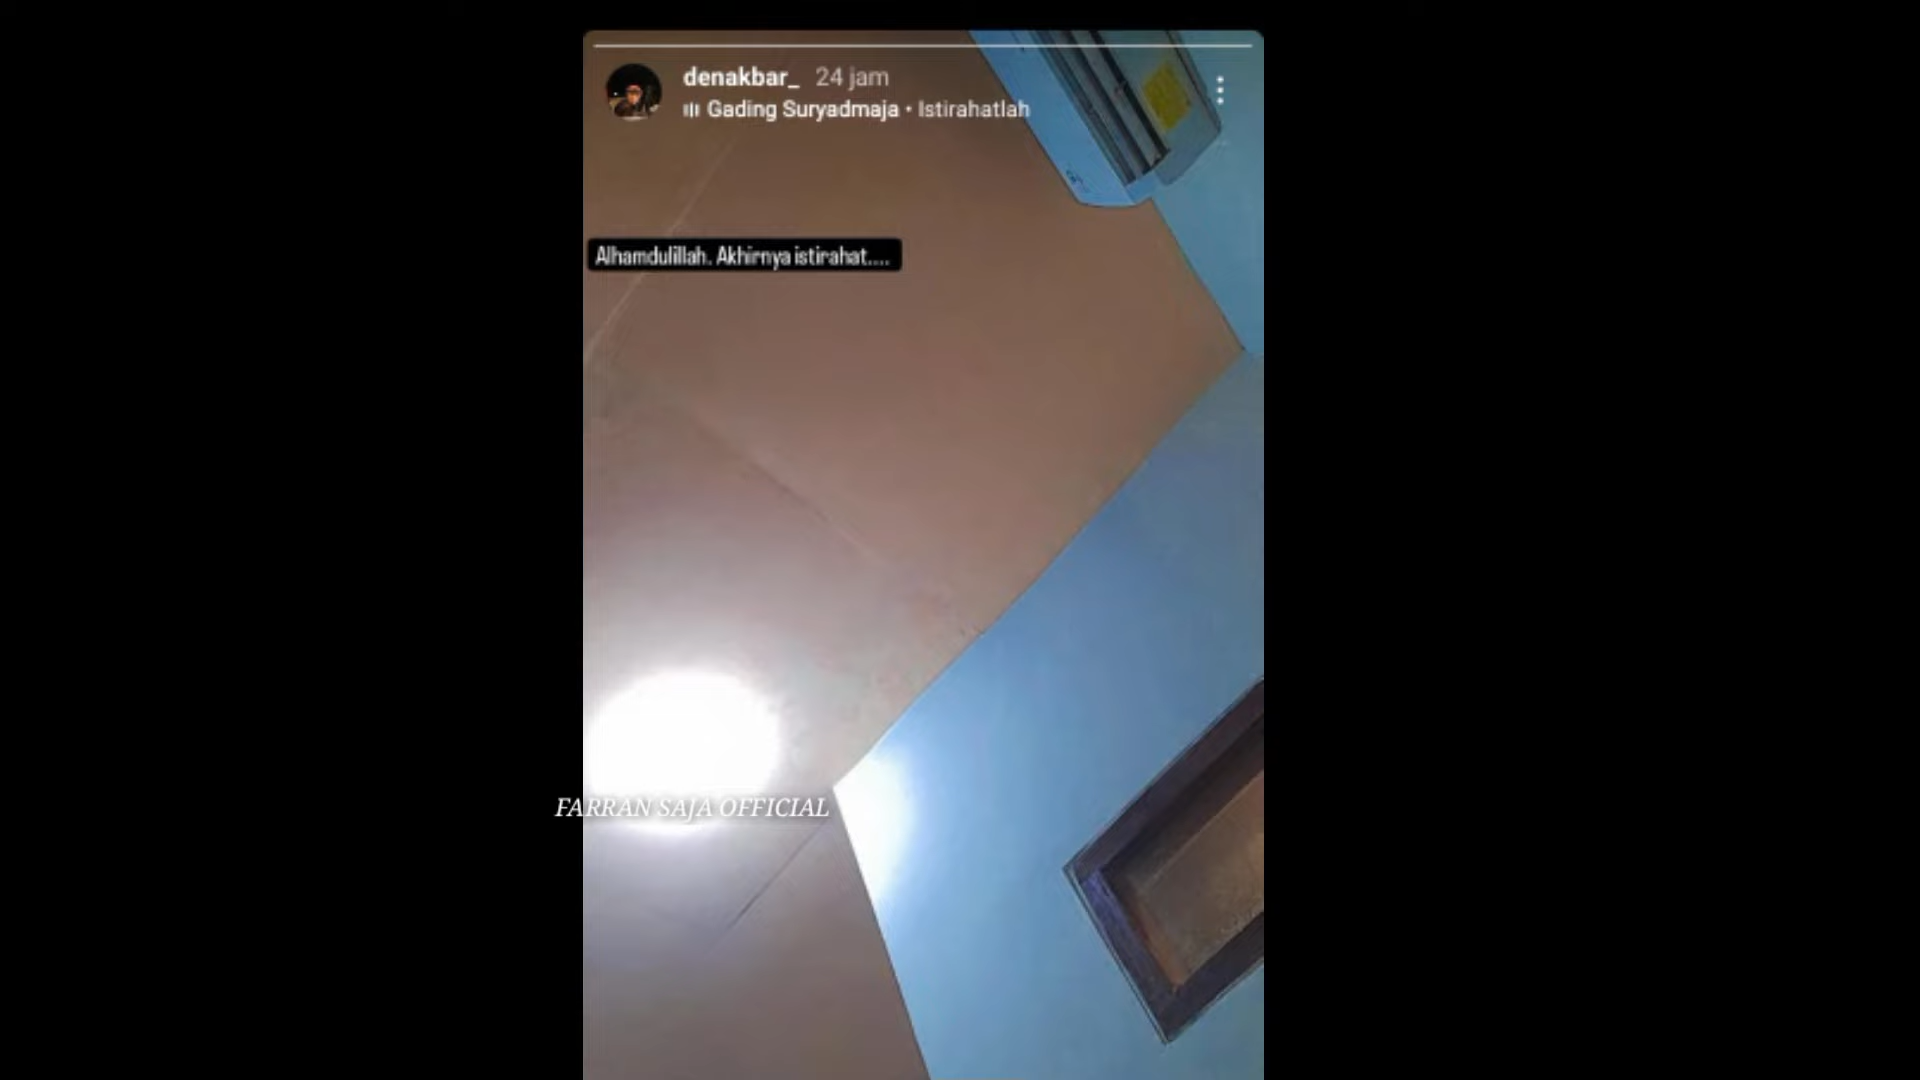 denakbar_ 24 jam
Gading Suryadmaja • Istirahatlah
Alhamdulillah. Akhirnya istirahat....
FARRAN SAJA OFFICIAL